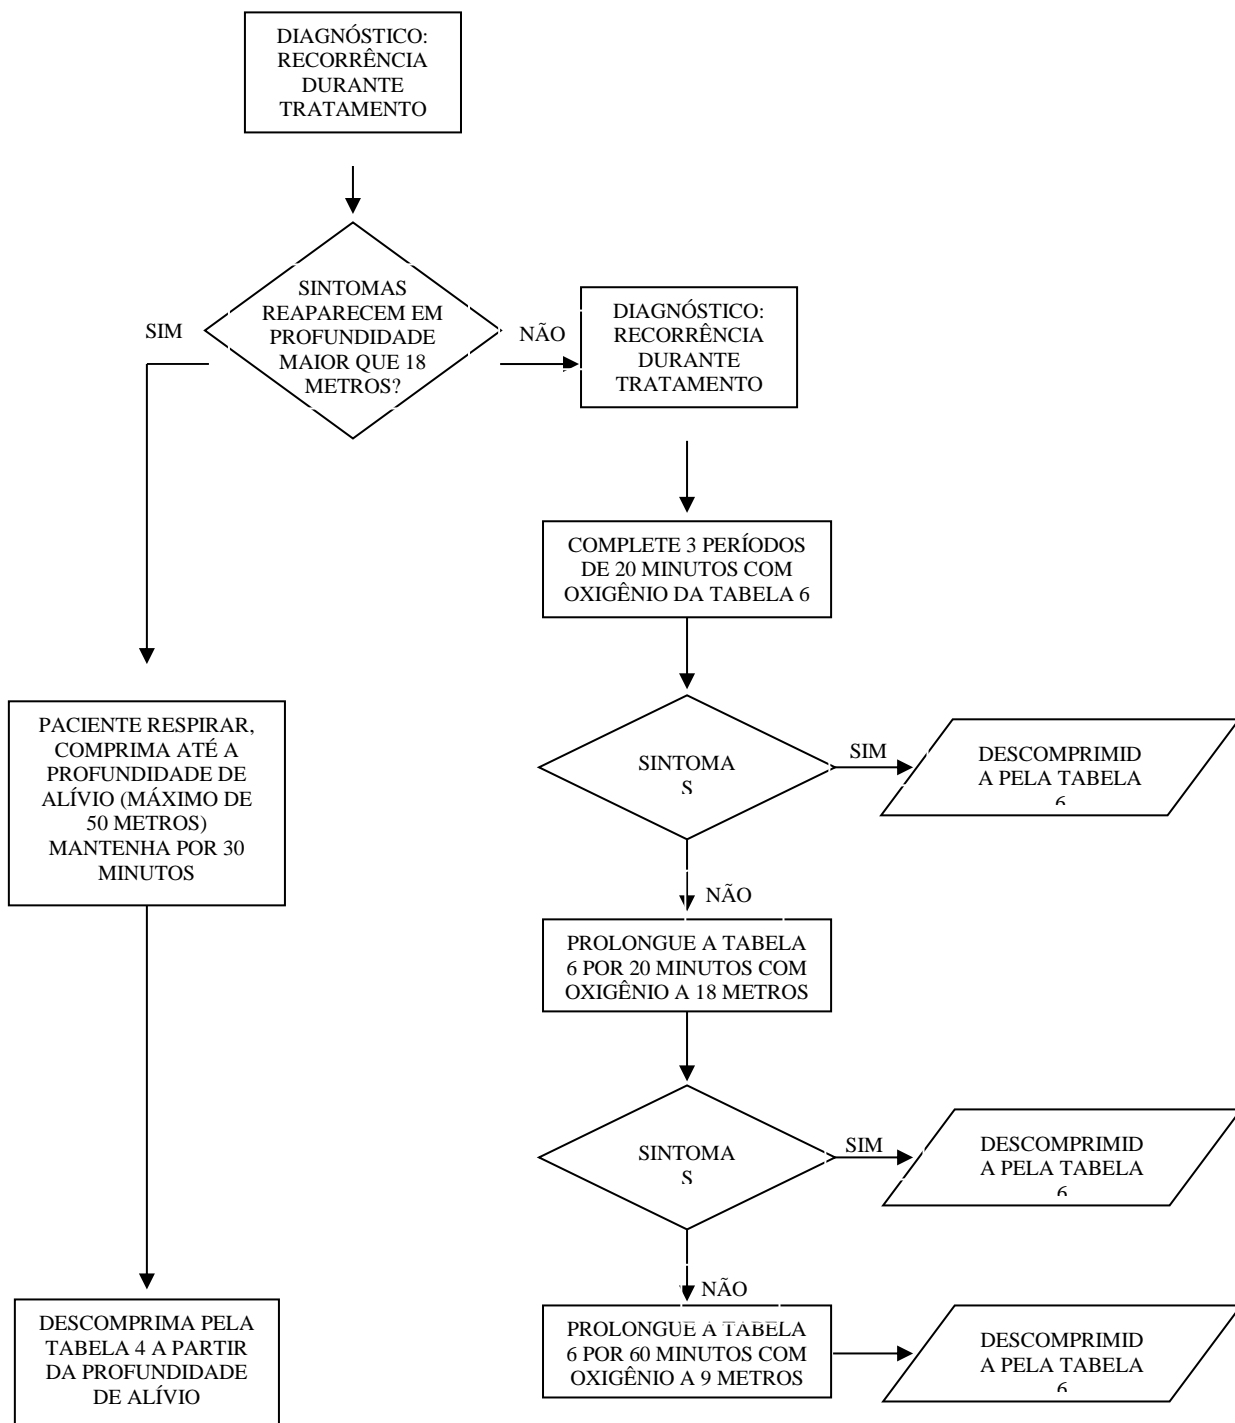 DIAGNÓSTICO:
RECORRÊNCIA
DURANTE
TRATAMENTO
SINTOMAS
REAPARECEM EM
PROFUNDIDADE
MAIOR QUE 18
METROS?
SIM
NÃO
DIAGNÓSTICO:
RECORRÊNCIA
DURANTE
TRATAMENTO
COMPLETE 3 PERÍODOS
DE 20 MINUTOS COM
OXIGÊNIO DA TABELA 6
PACIENTE RESPIRAR,
COMPRIMA ATÉ A
PROFUNDIDADE DE
ALÍVIO (MÁXIMO DE
50 METROS)
MANTENHA POR 30
MINUTOS
SINTOMA
S
SIM
DESCOMPRIMID
A PELA TABELA
6
NÃO
PROLONGUE A TABELA
6 POR 20 MINUTOS COM
OXIGÊNIO A 18 METROS
SINTOMA
S
SIM
DESCOMPRIMID
A PELA TABELA
6
NÃO
DESCOMPRIMA PELA
TABELA 4 A PARTIR
DA PROFUNDIDADE
DE ALÍVIO
PROLONGUE A TABELA
6 POR 60 MINUTOS COM
OXIGÊNIO A 9 METROS
DESCOMPRIMID
A PELA TABELA
6